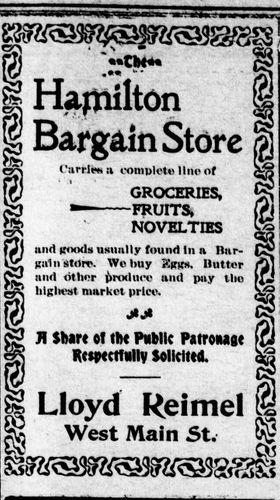 The
Hamilton
Bargain Store
Carries a complete line of
GROCERIES,
FRUITS,
NOVELTIES
and goods usually found in a Bar-
gain store. We buy Eggs, Butter
and other produce and pay the
highest market price.
A Share of the Public Patronage
Respectfully Solicited.
Lloyd Reimel
West Main St.